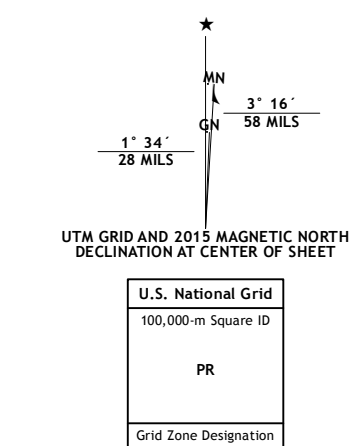 ★
MN
3° 16´
58 MILS
GN
1° 34´
28 MILS
UTM GRID AND 2015 MAGNETIC NORTH
DECLINATION AT CENTER OF SHEET
U.S. National Grid
100,000-m Square ID
PR
Grid Zone Designation